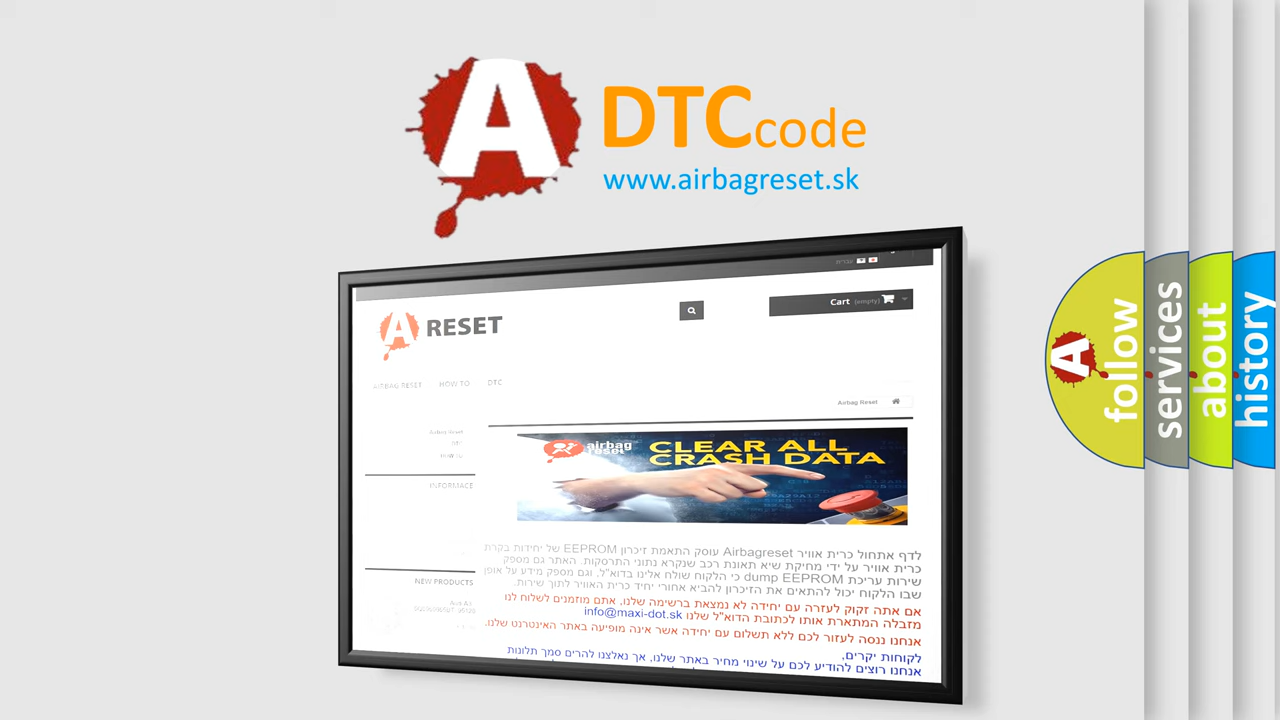 A DTCcode
www.airbagreset.sk
עברית
Cart (empty)
A RESET
AIRBAG RESET HOW TO DTC
Airbag Reset
Airbag Reset
DTC
HOW TO
INFORMACE
NEW PRODUCTS
airbag
reset
CLEAR ALL
CRASH DATA
לדף אתחול כרית אוויר Airbagreset עוסק התאמת זיכרון EEPROM של יחידות בקרת
כרית אוויר על ידי מחיקת שיא תאונת רכב שנקרא נתוני התרסקות. האתר גם מספק
שירות עריכת dump EEPROM כי הלקוח שולח אלינו בדוא"ל. וגם מספק מידע על אופן
שבו הלקוח יכול להתאים את הזיכרון להביא אחורי יחיד כרית האוויר לתוך שירות.
אם אתה זקוק לעזרה עם יחידה לא נמצאת ברשימה שלנו, אתם מוזמנים לשלוח לנו
מזבלה המתארת אותו לכתובת הדוא"ל שלנו info@maxi-dot.sk
אנחנו ננסה לעזור לכם ללא תשלום עם יחידה אשר אינה מופיעה באתר האינטרנט שלנו.
לקוחות יקרים,
אנחנו רוצים להודיע לכם על שינוי מחיר באתר שלנו, אך נאלצנו להרים סמך תלונות
A follow
services
about
history